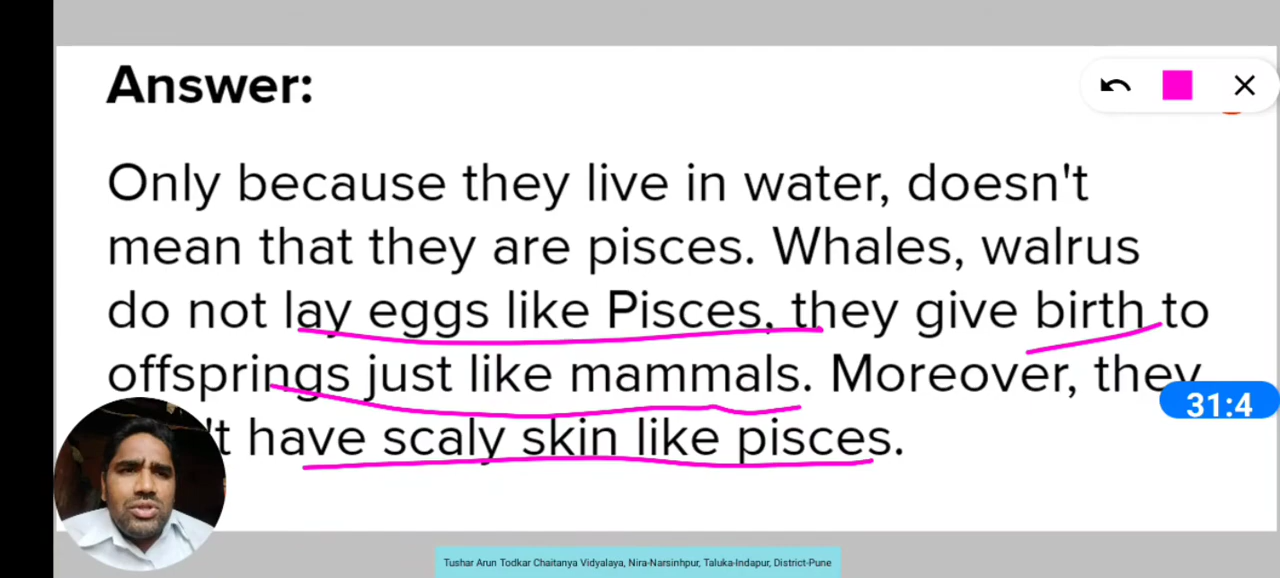 Answer:
Only because they live in water, doesn't
mean that they are pisces. Whales, walrus
do not lay eggs like Pisces, they give birth to
offsprings just like mammals. Moreover, they
't have scaly skin like pisces.
31:4
Tushar Arun Todkar Chaitanya Vidyalaya, Nira-Narsinhpur, Taluka-Indapur, District-Pune